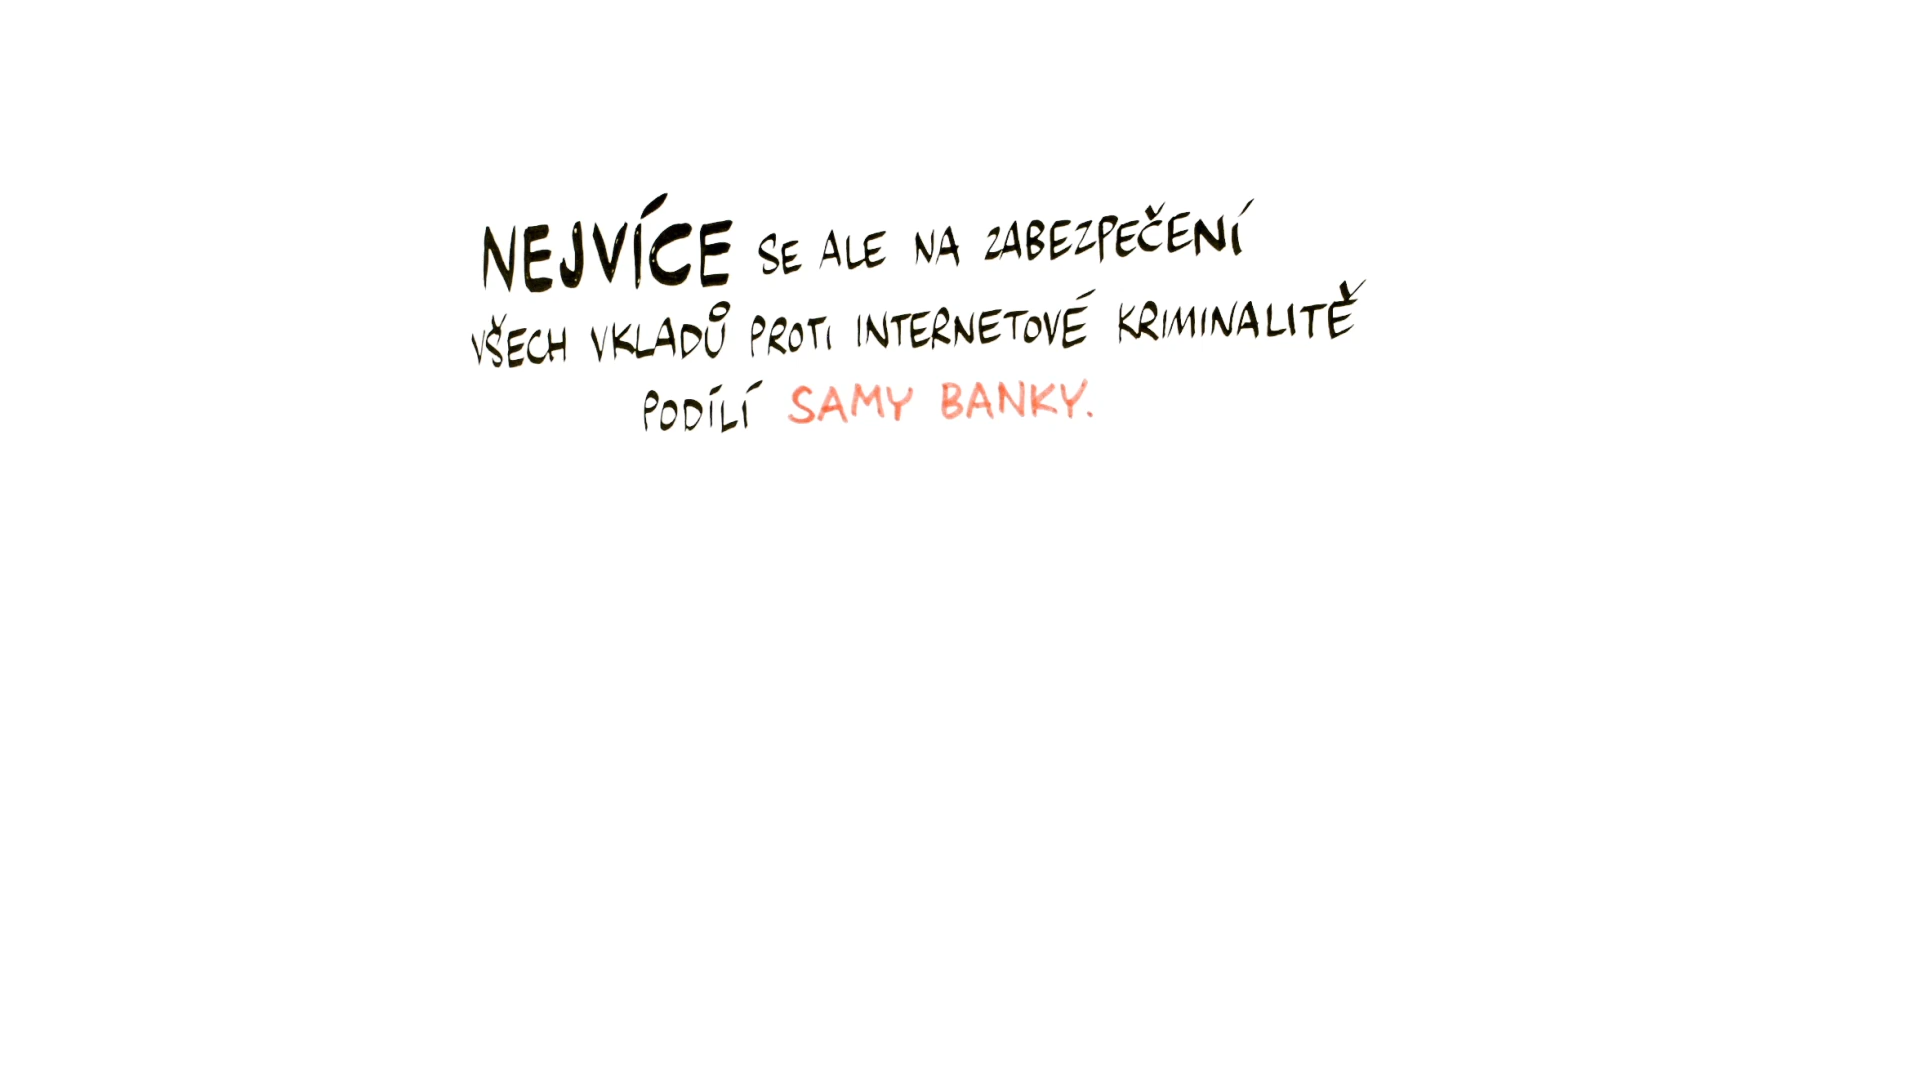 NEJVÍCE SE ALE NA ZABEZPEČENÍ
VŠECH VKLADŮ PROTI INTERNETOVÉ KRIMINALITĚ
PODÍLÍ SAMY BANKY.